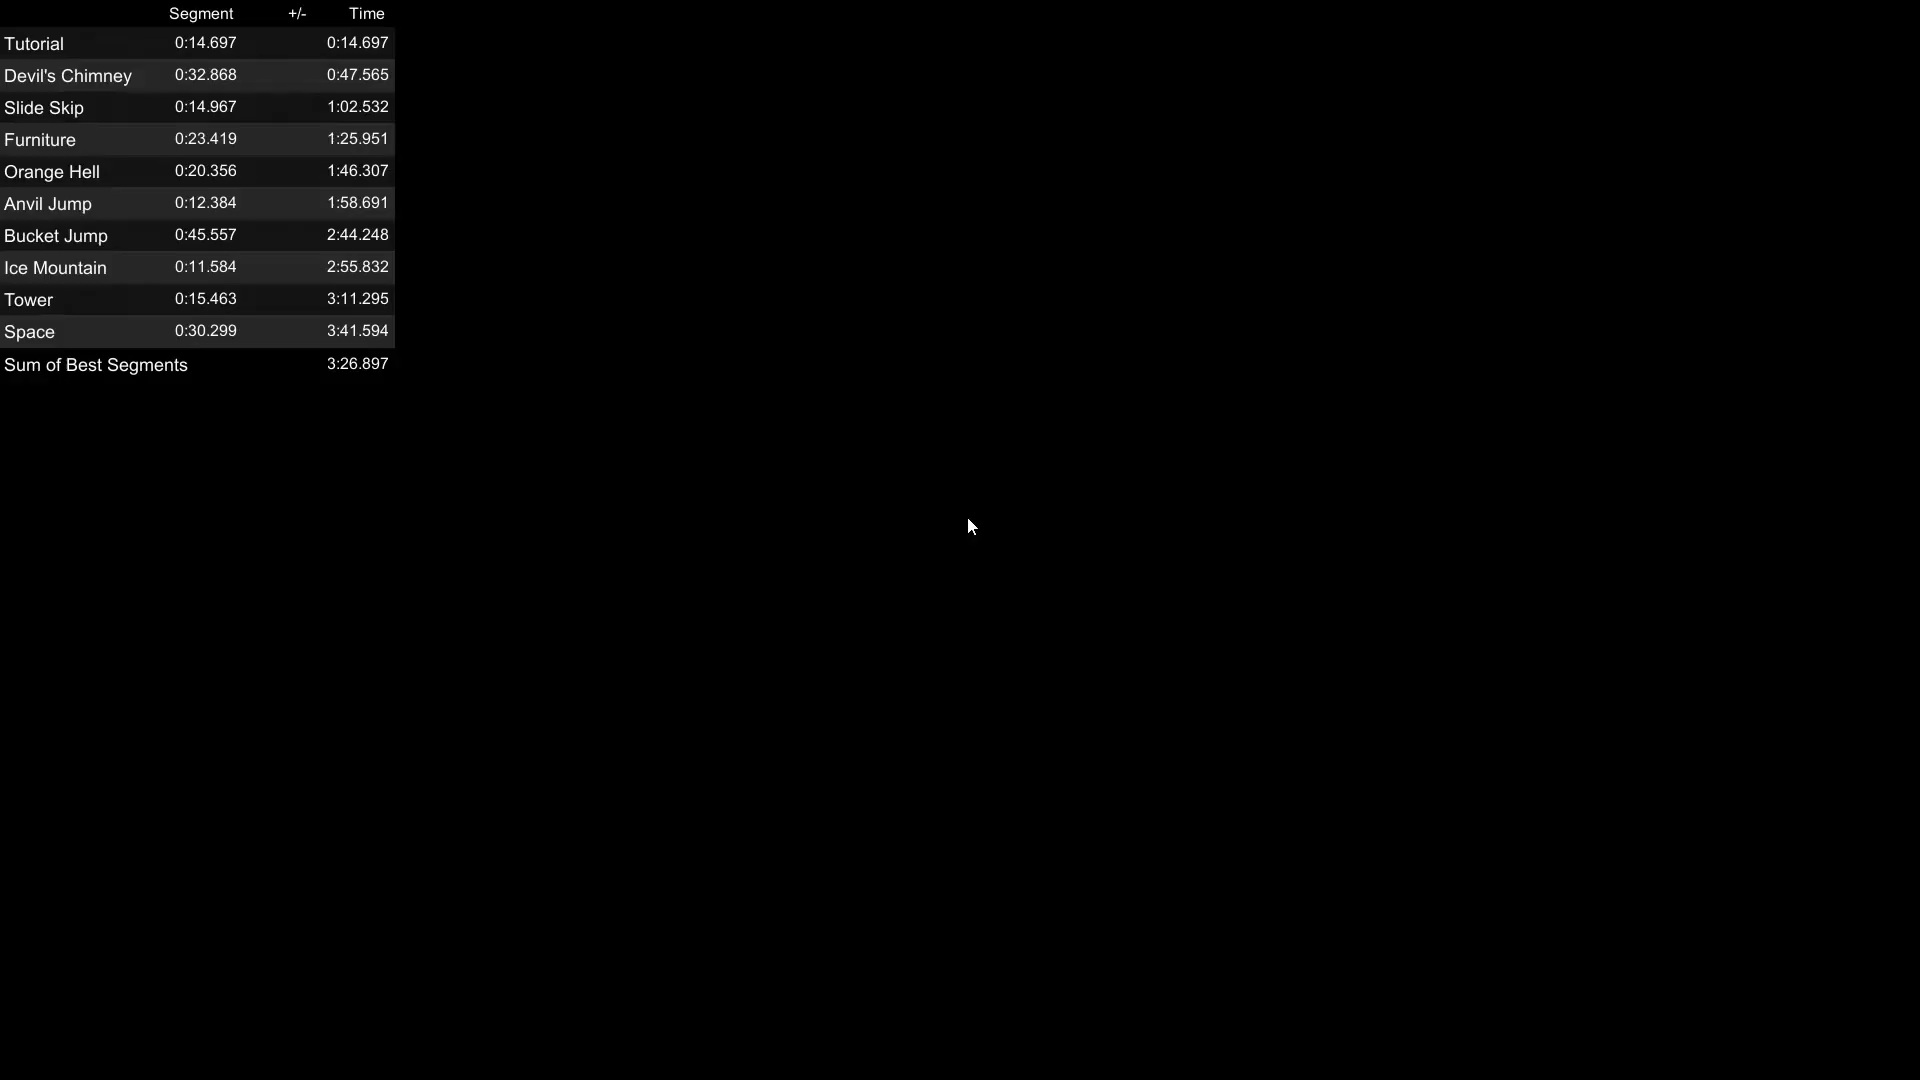 Segment +/- Time
Tutorial 0:14.697 0:14.697
Devil's Chimney 0:32.868 0:47.565
Slide Skip 0:14.967 1:02.532
Furniture 0:23.419 1:25.951
Orange Hell 0:20.356 1:46.307
Anvil Jump 0:12.384 1:58.691
Bucket Jump 0:45.557 2:44.248
Ice Mountain 0:11.584 2:55.832
Tower 0:15.463 3:11.295
Space 0:30.299 3:41.594
Sum of Best Segments 3:26.897